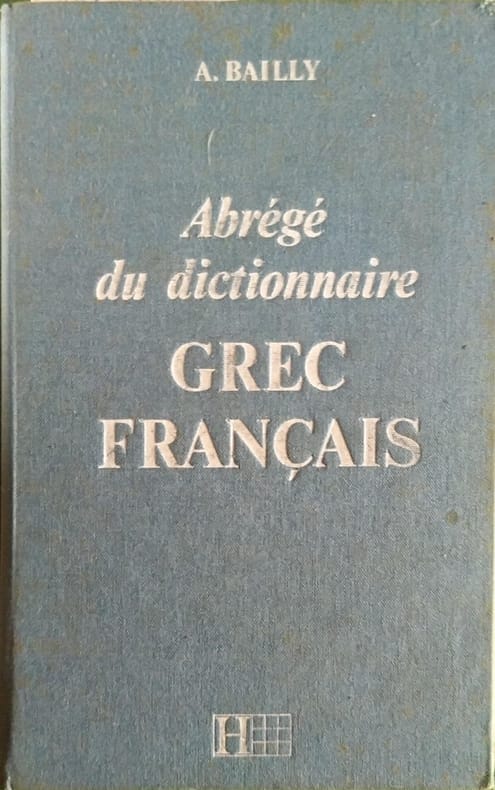 A. BAILLY
Abrégé
du dictionnaire
GREC
FRANÇAIS
H